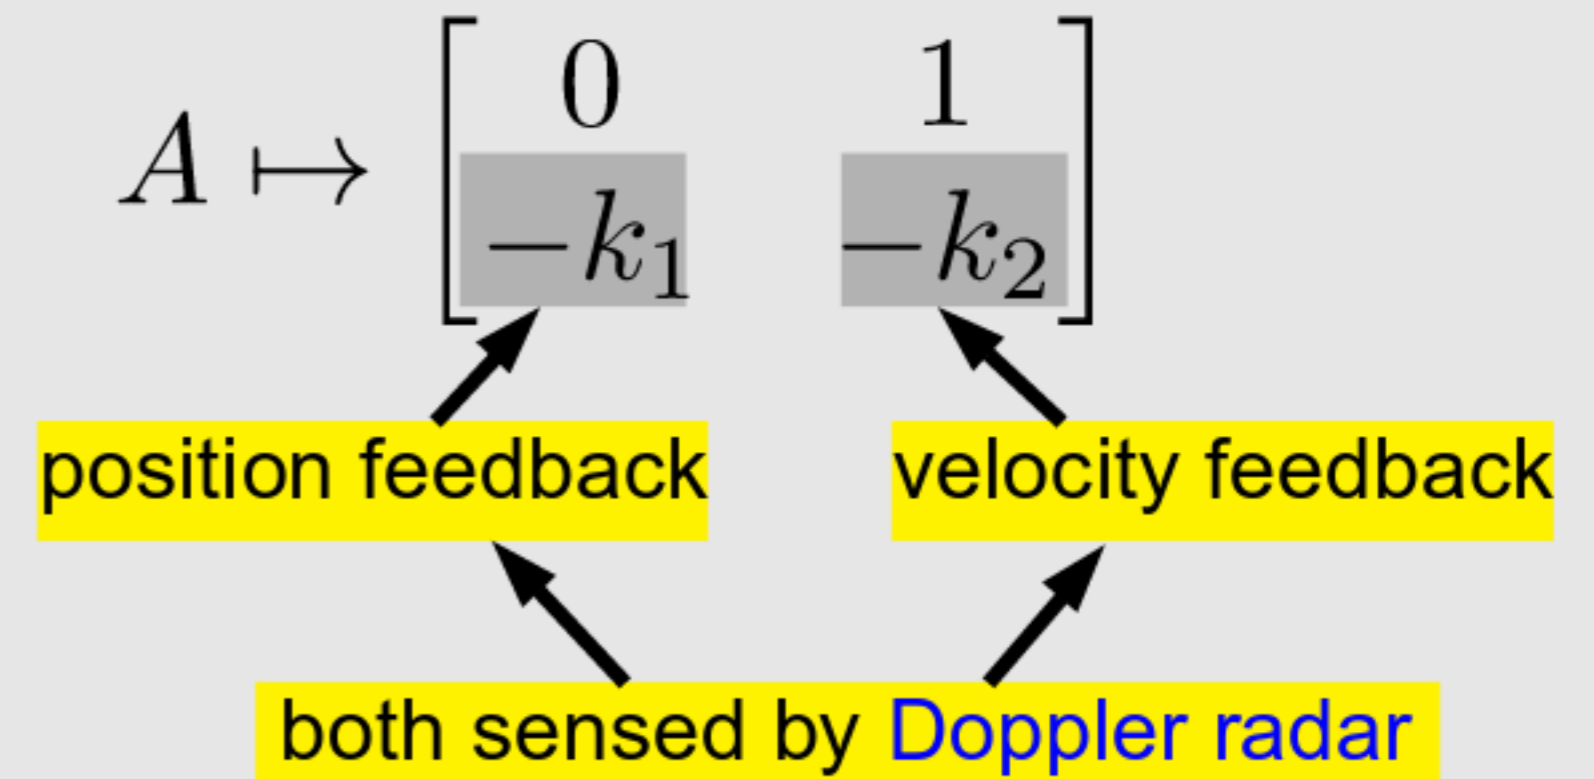 A ↦ [ 0 1
−k₁ −k₂ ]
position feedback velocity feedback
both sensed by Doppler radar